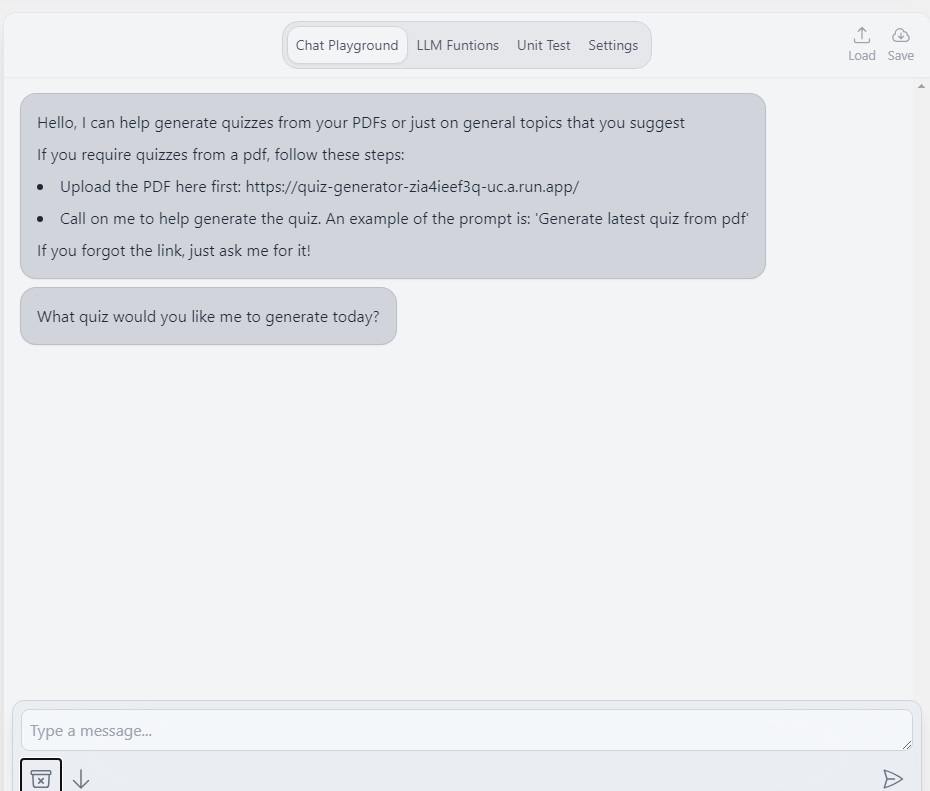 Chat Playground LLM Funtions Unit Test Settings
Load Save
Hello, I can help generate quizzes from your PDFs or just on general topics that you suggest
If you require quizzes from a pdf, follow these steps:
• Upload the PDF here first: https://quiz-generator-zia4ieef3q-uc.a.run.app/
• Call on me to help generate the quiz. An example of the prompt is: 'Generate latest quiz from pdf'
If you forgot the link, just ask me for it!
What quiz would you like me to generate today?
Type a message...